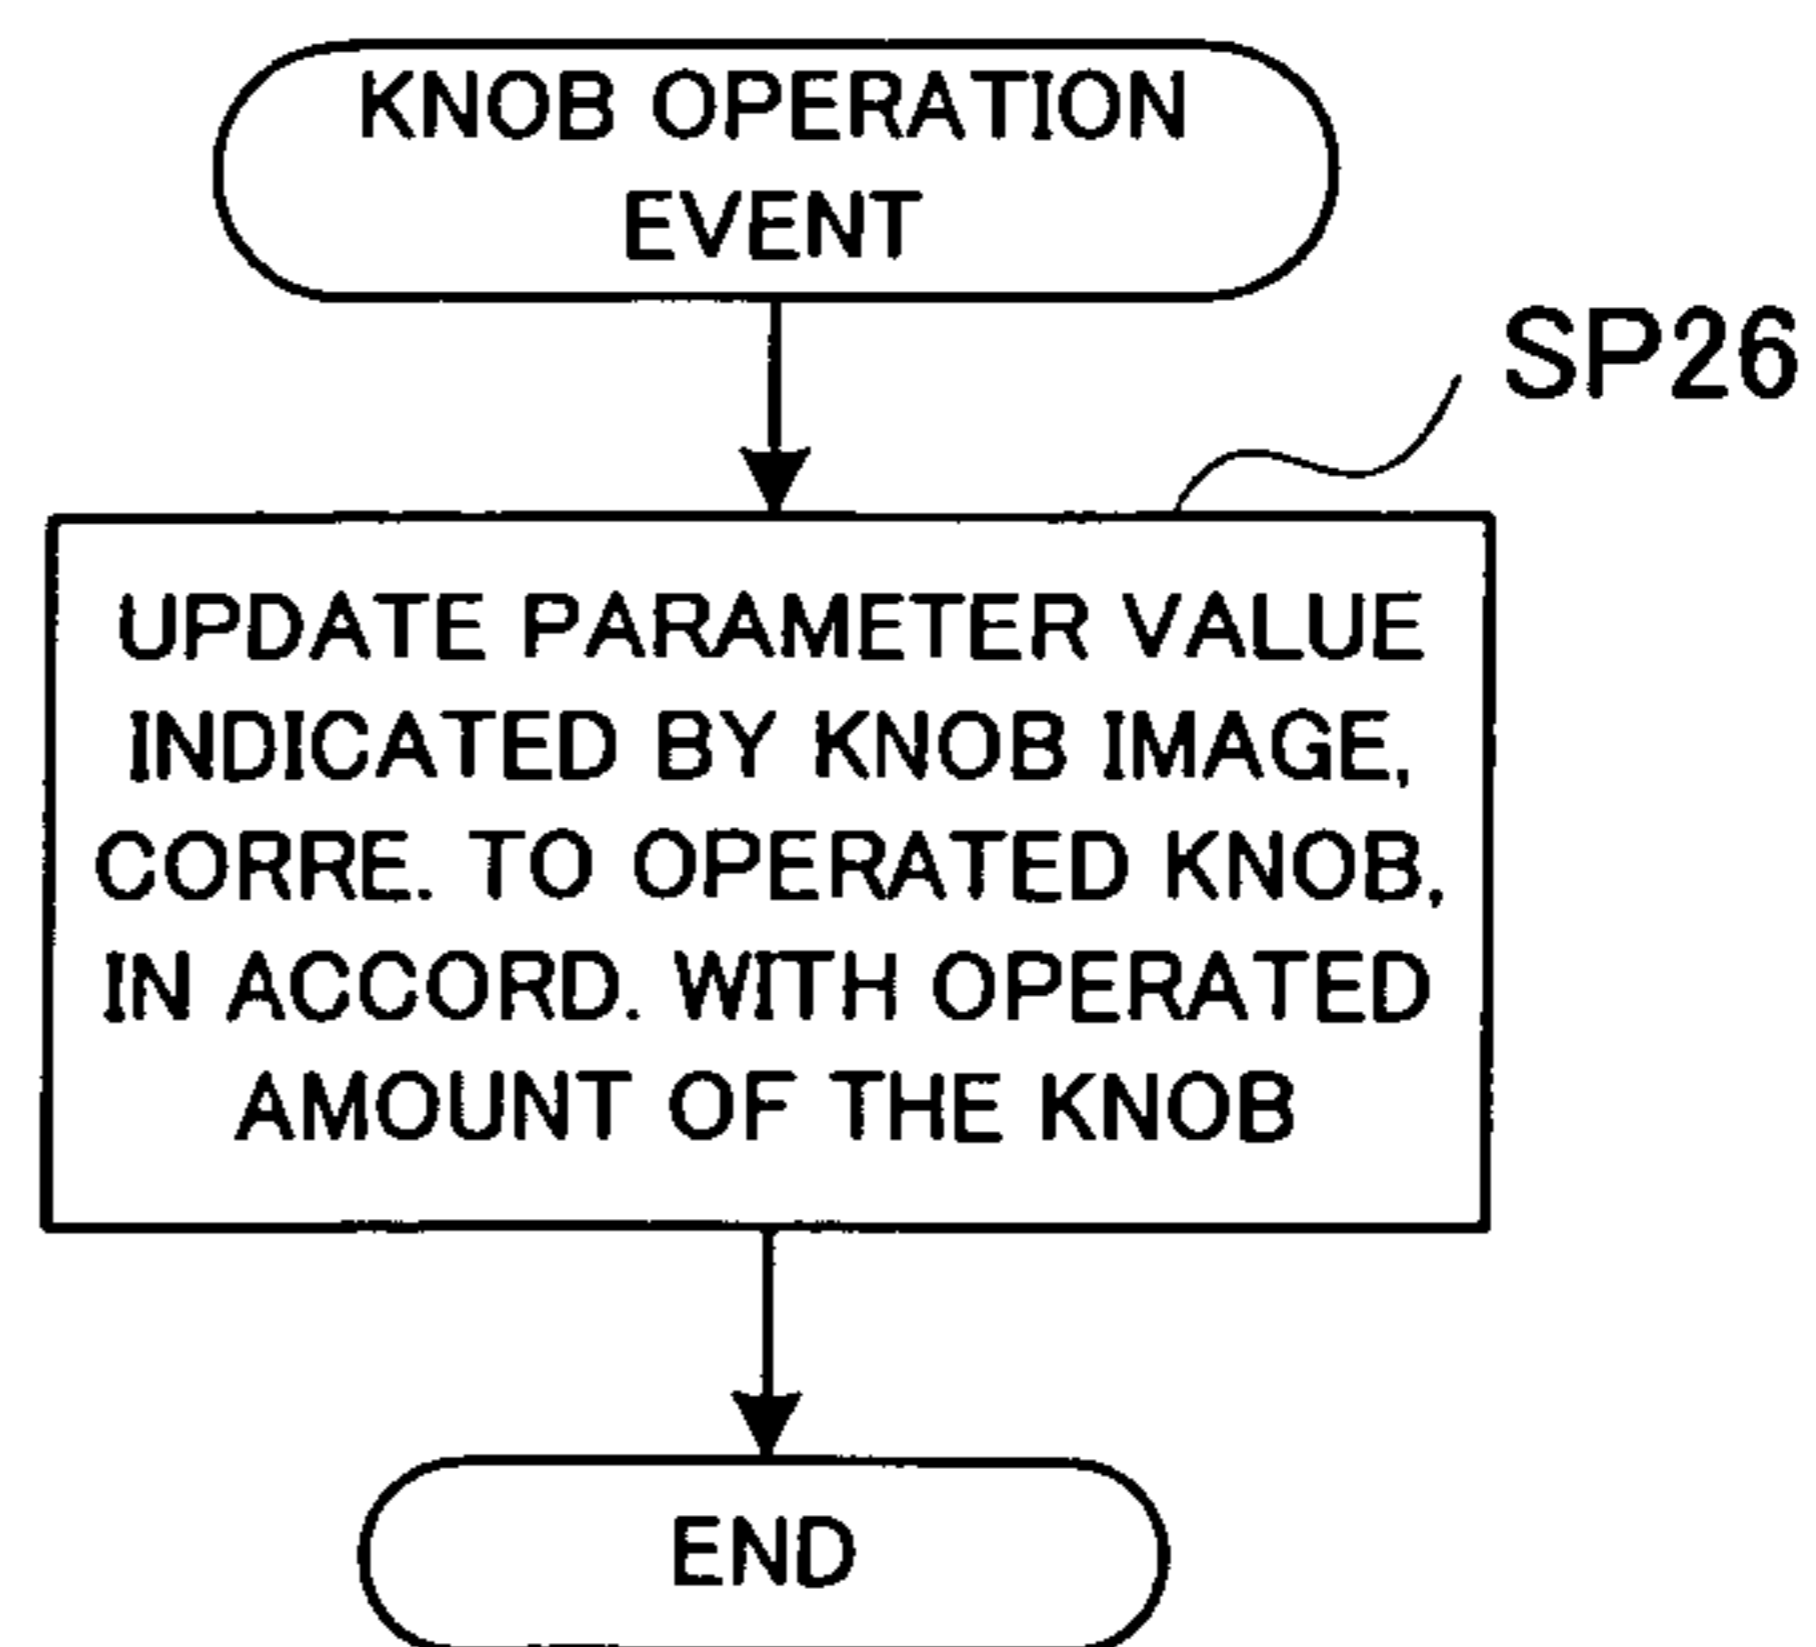 KNOB OPERATION
EVENT
SP26
UPDATE PARAMETER VALUE
INDICATED BY KNOB IMAGE,
CORRE. TO OPERATED KNOB,
IN ACCORD. WITH OPERATED
AMOUNT OF THE KNOB
END